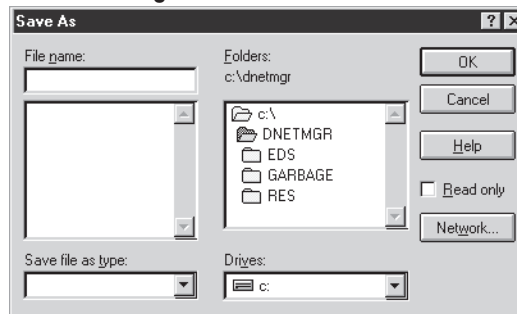 Save As
File name:
Folders:
c:\dnetmgr
OK
Cancel
c:\
DNETMGR
EDS
GARBAGE
RES
Help
Read only
Network...
Save file as type:
Drives:
c: